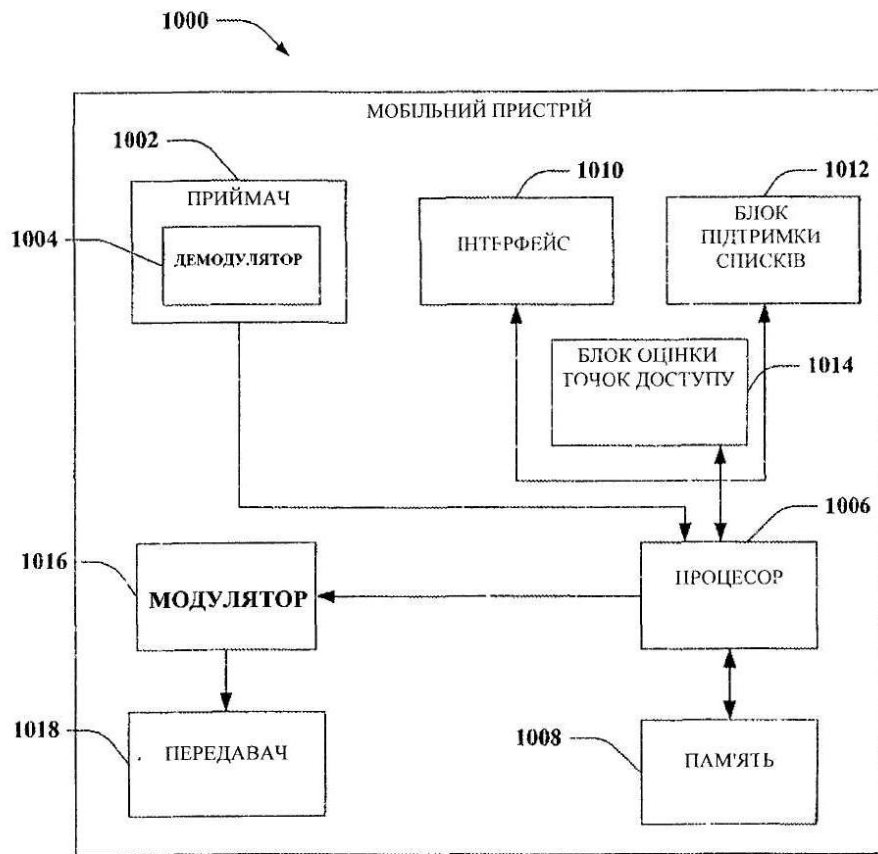 1000
МОБІЛЬНИЙ ПРИСТРІЙ
1002
ПРИЙМАЧ
1004
ДЕМОДУЛЯТОР
1010
ІНТЕРФЕЙС
1012
БЛОК
ПІДТРИМКИ
СПИСКІВ
БЛОК ОЦІНКИ
ТОЧОК ДОСТУПУ
1014
1006
ПРОЦЕСОР
1016
МОДУЛЯТОР
1018
ПЕРЕДАВАЧ
1008
ПАМ'ЯТЬ